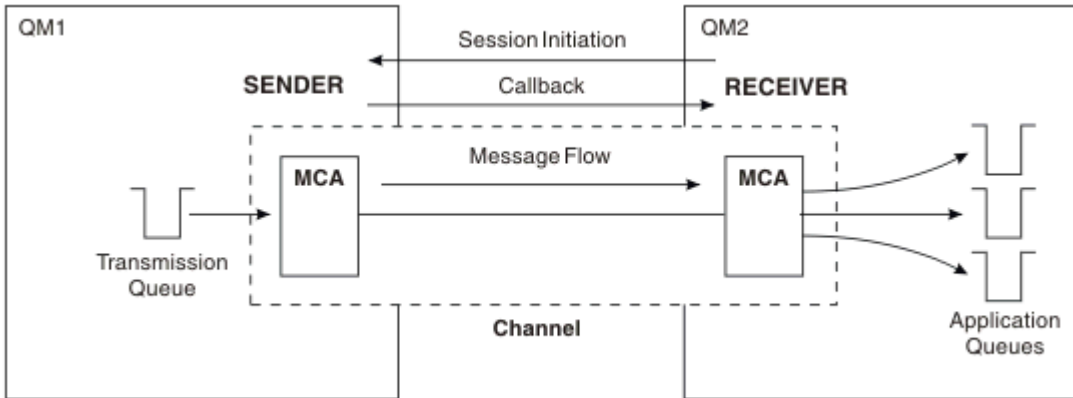 QM1
QM2
Session Initiation
SENDER
Callback
RECEIVER
Message Flow
MCA
MCA
Transmission
Queue
Channel
Application
Queues